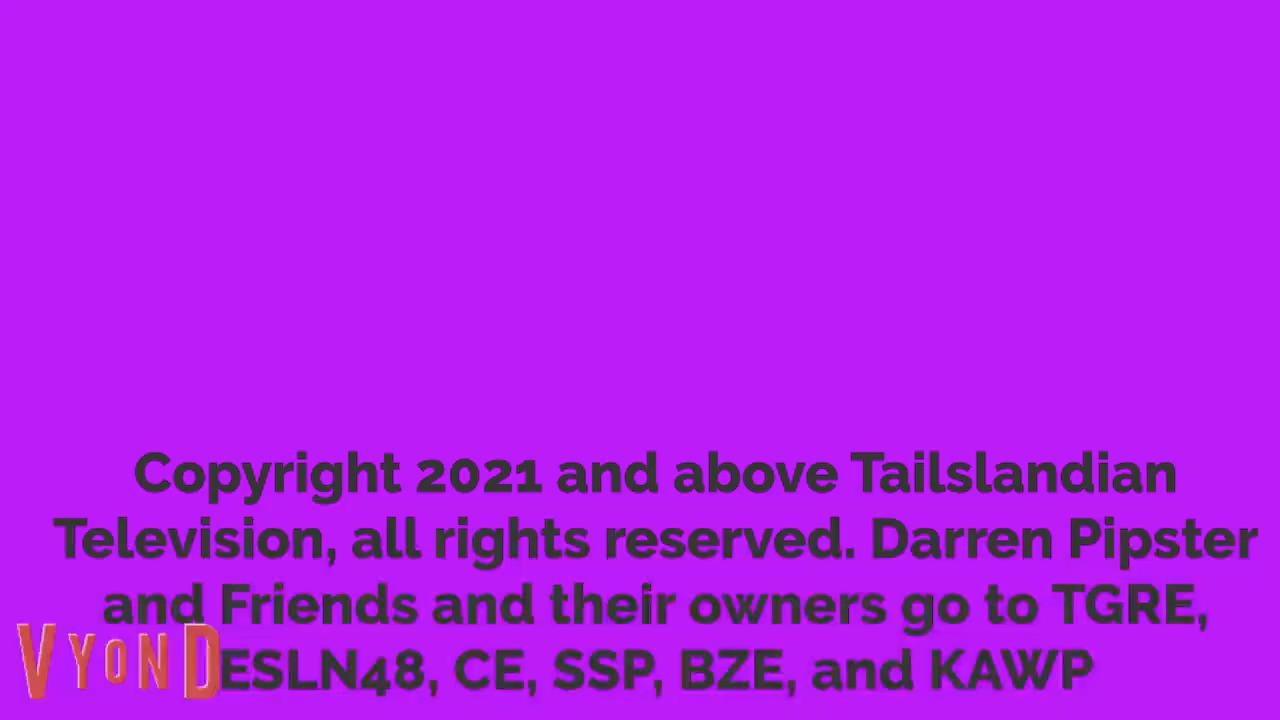 Copyright 2021 and above Tailslandian
Television, all rights reserved. Darren Pipster
and Friends and their owners go to TGRE,
ESLN48, CE, SSP, BZE, and KAWP
VYOND